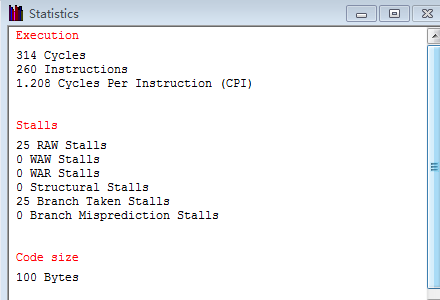 Statistics
Execution
314 Cycles
260 Instructions
1.208 Cycles Per Instruction (CPI)
Stalls
25 RAW Stalls
0 WAW Stalls
0 WAR Stalls
0 Structural Stalls
25 Branch Taken Stalls
0 Branch Misprediction Stalls
Code size
100 Bytes